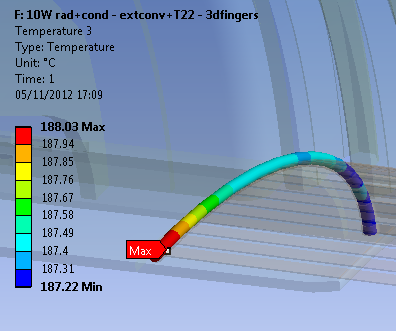 F: 10W rad+cond - extconv+T22 - 3dfingers
Temperature 3
Type: Temperature
Unit: °C
Time: 1
05/11/2012 17:09
188.03 Max
187.94
187.85
187.76
187.67
187.58
187.49
187.4
187.31
187.22 Min
Max